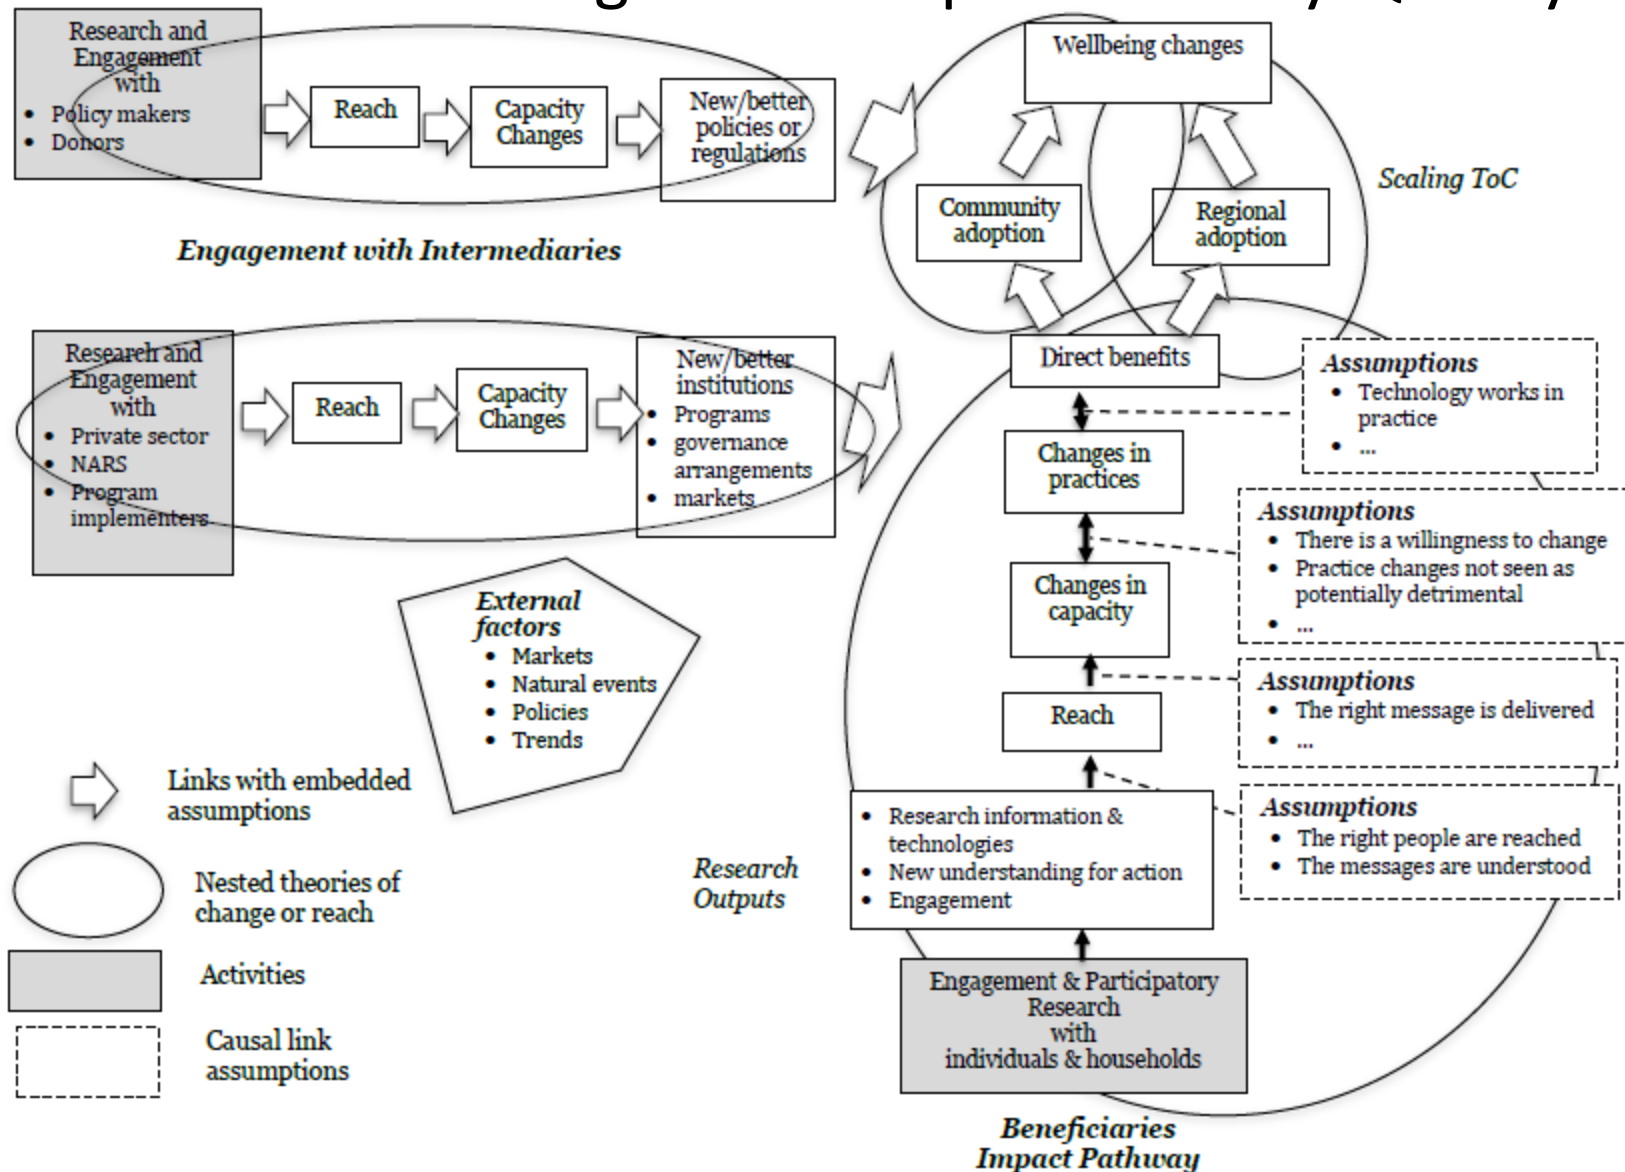 Research and
Engagement
with
• Policy makers
• Donors
Reach
Capacity
Changes
New/better
policies or
regulations
Engagement with Intermediaries
Wellbeing changes
Community
adoption
Regional
adoption
Scaling ToC
Research and
Engagement
with
• Private sector
• NARS
• Program
implementers
Reach
Capacity
Changes
New/better
institutions
• Programs
• governance
arrangements
• markets
Direct benefits
Assumptions
• Technology works in
practice
• ...
Changes in
practices
Assumptions
• There is a willingness to change
• Practice changes not seen as
potentially detrimental
• ...
Changes in
capacity
Assumptions
• The right message is delivered
• ...
Reach
Assumptions
• The right people are reached
• The messages are understood
External
factors
• Markets
• Natural events
• Policies
• Trends
Research
Outputs
• Research information &
technologies
• New understanding for action
• Engagement
Engagement & Participatory
Research
with
individuals & households
Beneficiaries
Impact Pathway
Links with embedded
assumptions
Nested theories of
change or reach
Activities
Causal link
assumptions